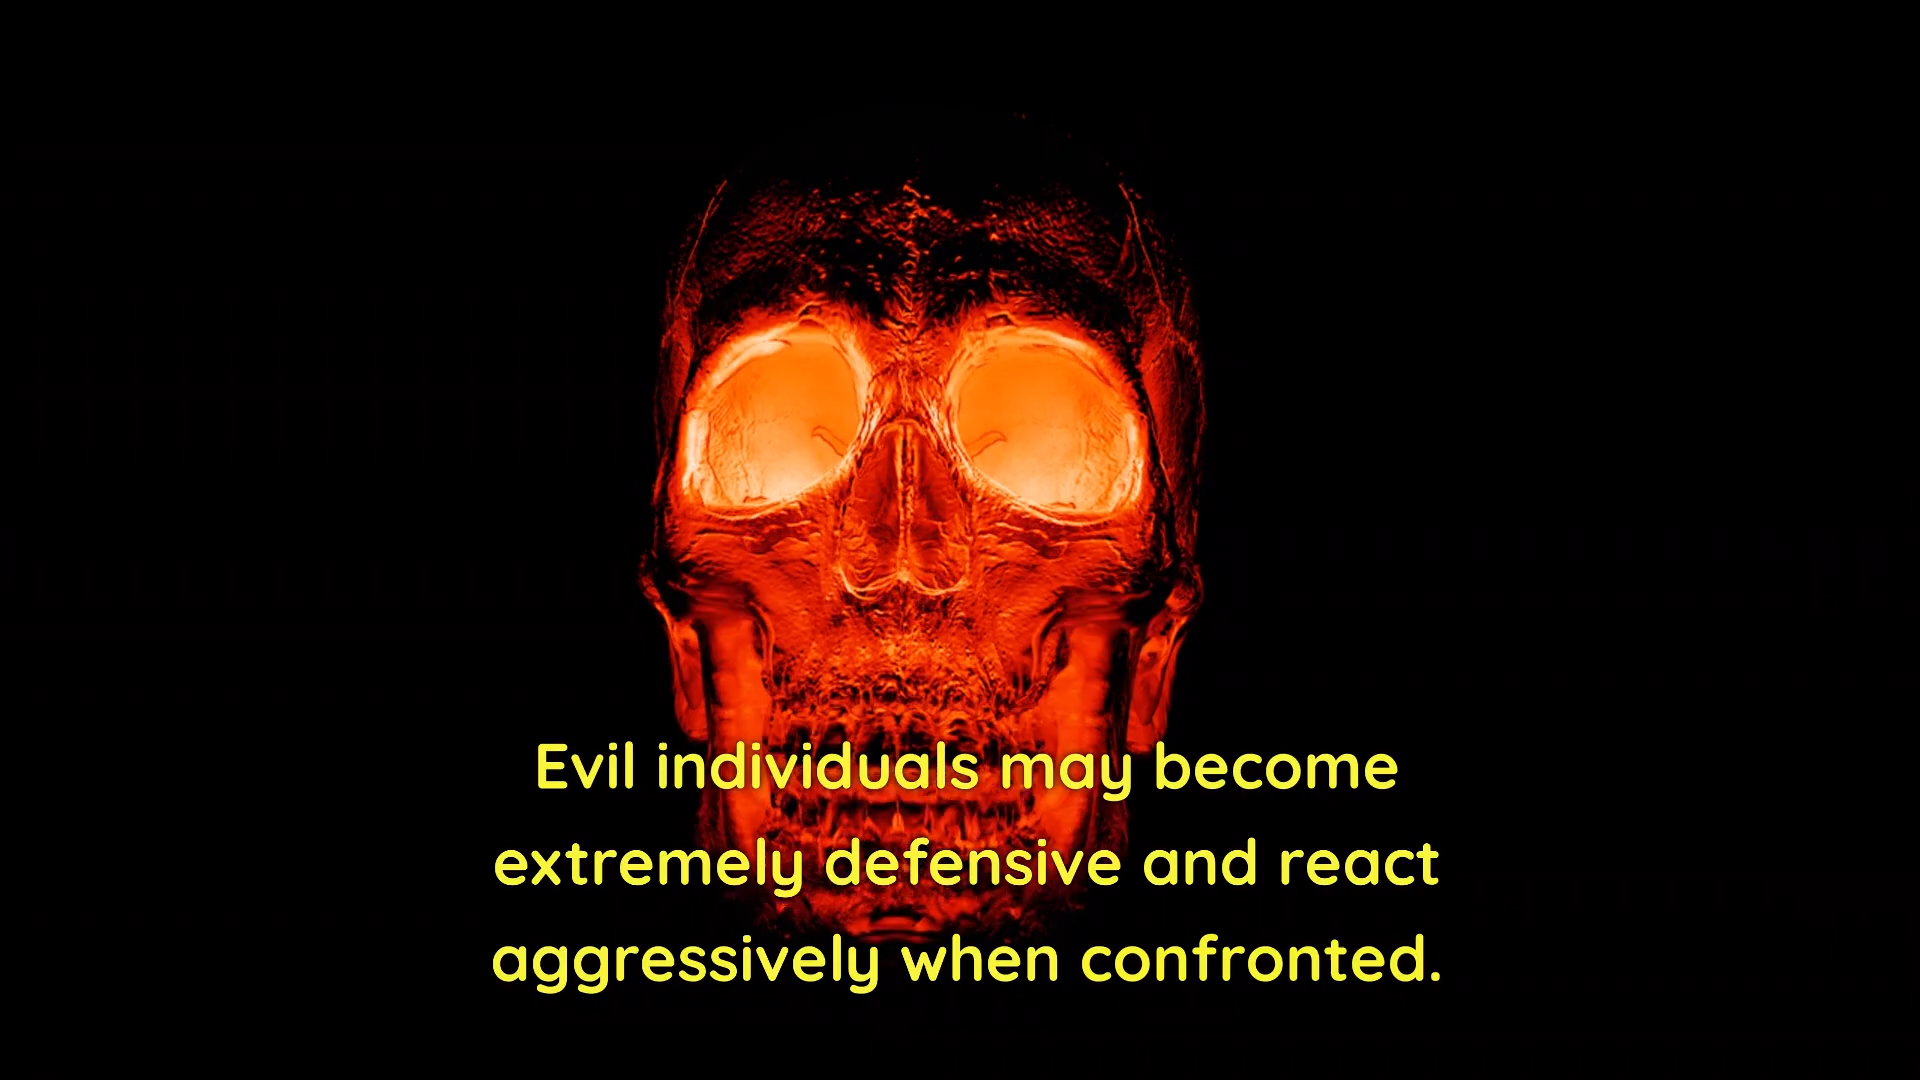 Evil individuals may become
extremely defensive and react
aggressively when confronted.